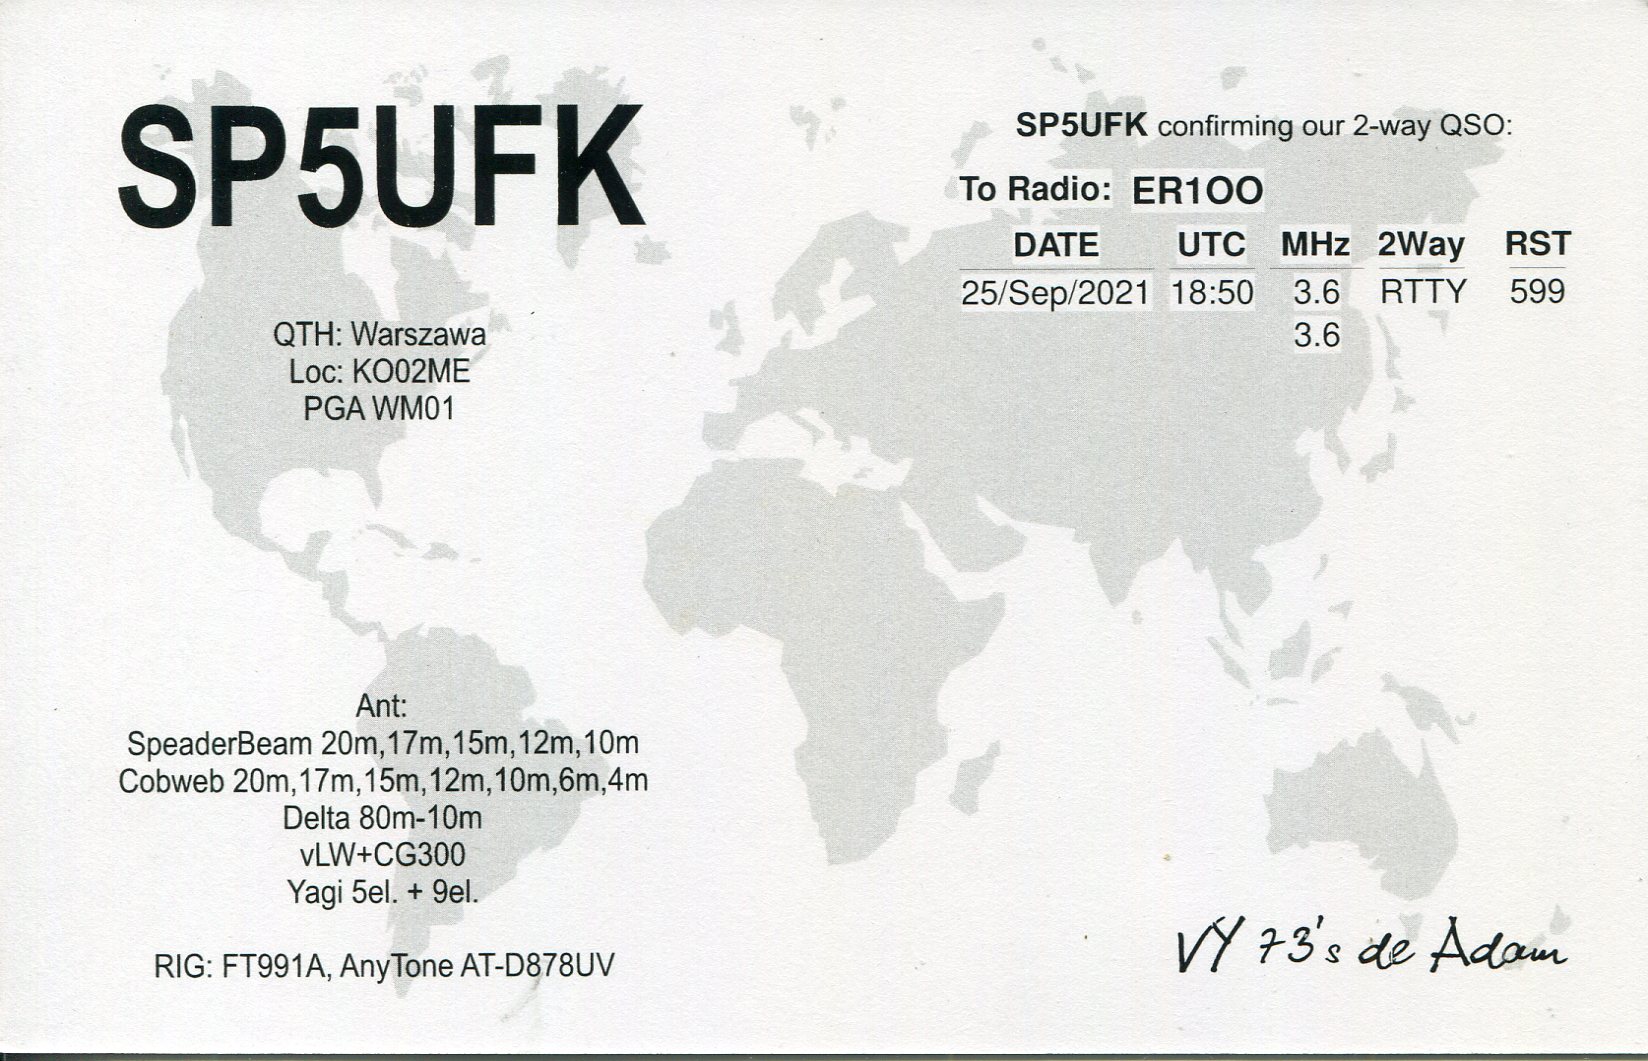 SP5UFK
QTH: Warszawa
Loc: KO02ME
PGA WM01
Ant:
SpeaderBeam 20m,17m,15m,12m,10m
Cobweb 20m,17m,15m,12m,10m,6m,4m
Delta 80m-10m
vLW+CG300
Yagi 5el. + 9el.
RIG: FT991A, AnyTone AT-D878UV
SP5UFK confirming our 2-way QSO:
To Radio: ER1OO
DATE UTC MHz 2Way RST
25/Sep/2021 18:50 3.6 RTTY 599
3.6
VY 73's de Adam